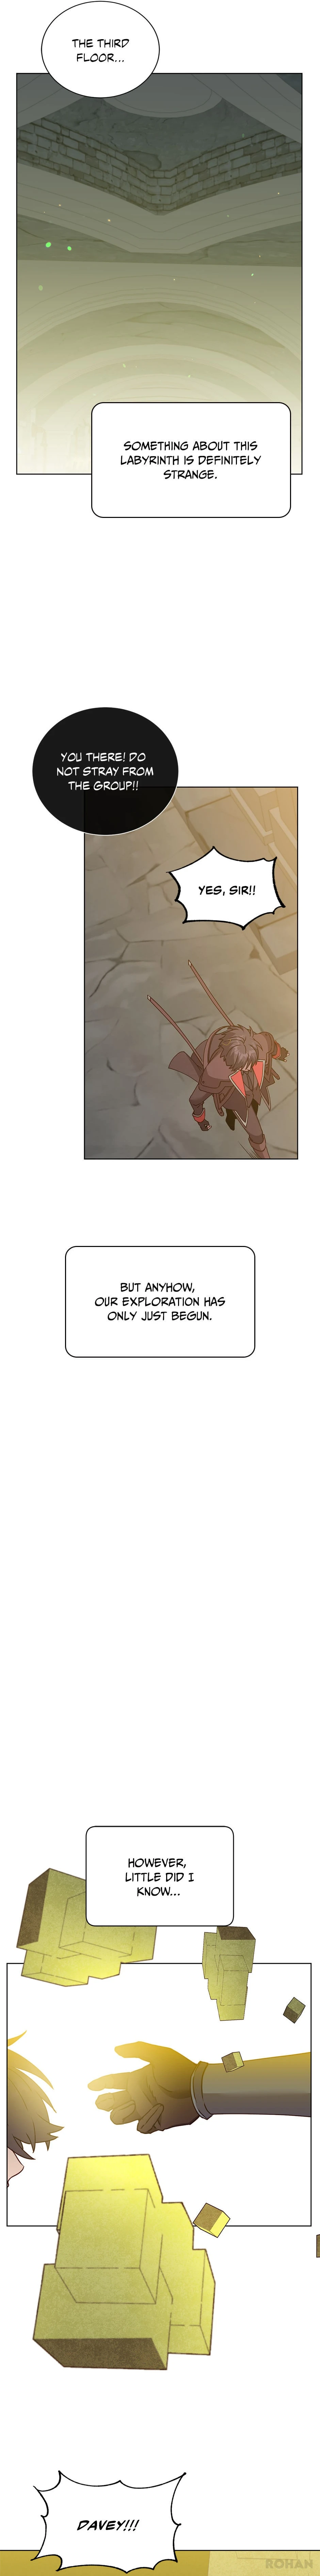 THE THIRD
FLOOR...
SOMETHING ABOUT THIS
LABYRINTH IS DEFINITELY
STRANGE.
YOU THERE! DO
NOT STRAY FROM
THE GROUP!!
YES, SIR!!
BUT ANYHOW,
OUR EXPLORATION HAS
ONLY JUST BEGUN.
HOWEVER,
LITTLE DID I
KNOW...
DAVEY!!!
ROHAN